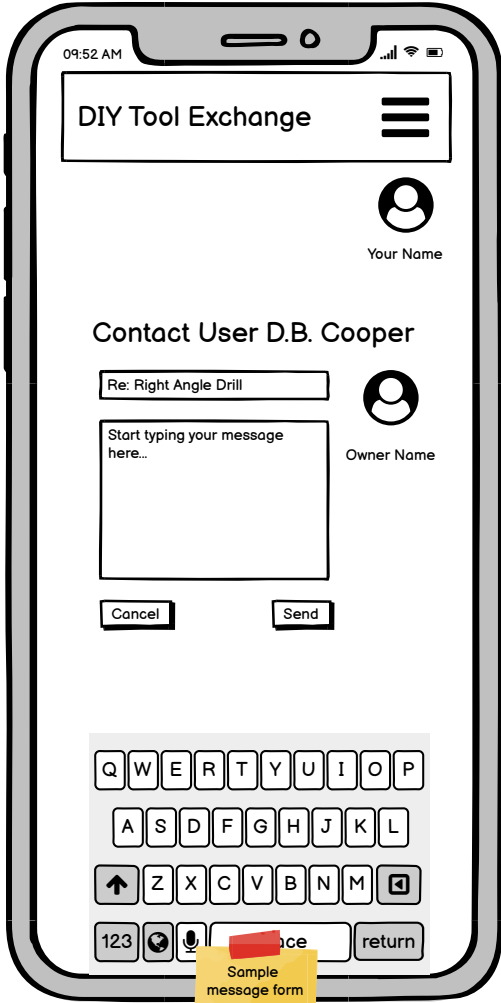 09:52 AM
DIY Tool Exchange
Your Name
Contact User D.B. Cooper
Re: Right Angle Drill
Start typing your message
here...
Owner Name
Cancel
Send
Q W E R T Y U I O P
A S D F G H J K L
Z X C V B N M
123 return
Sample
message form